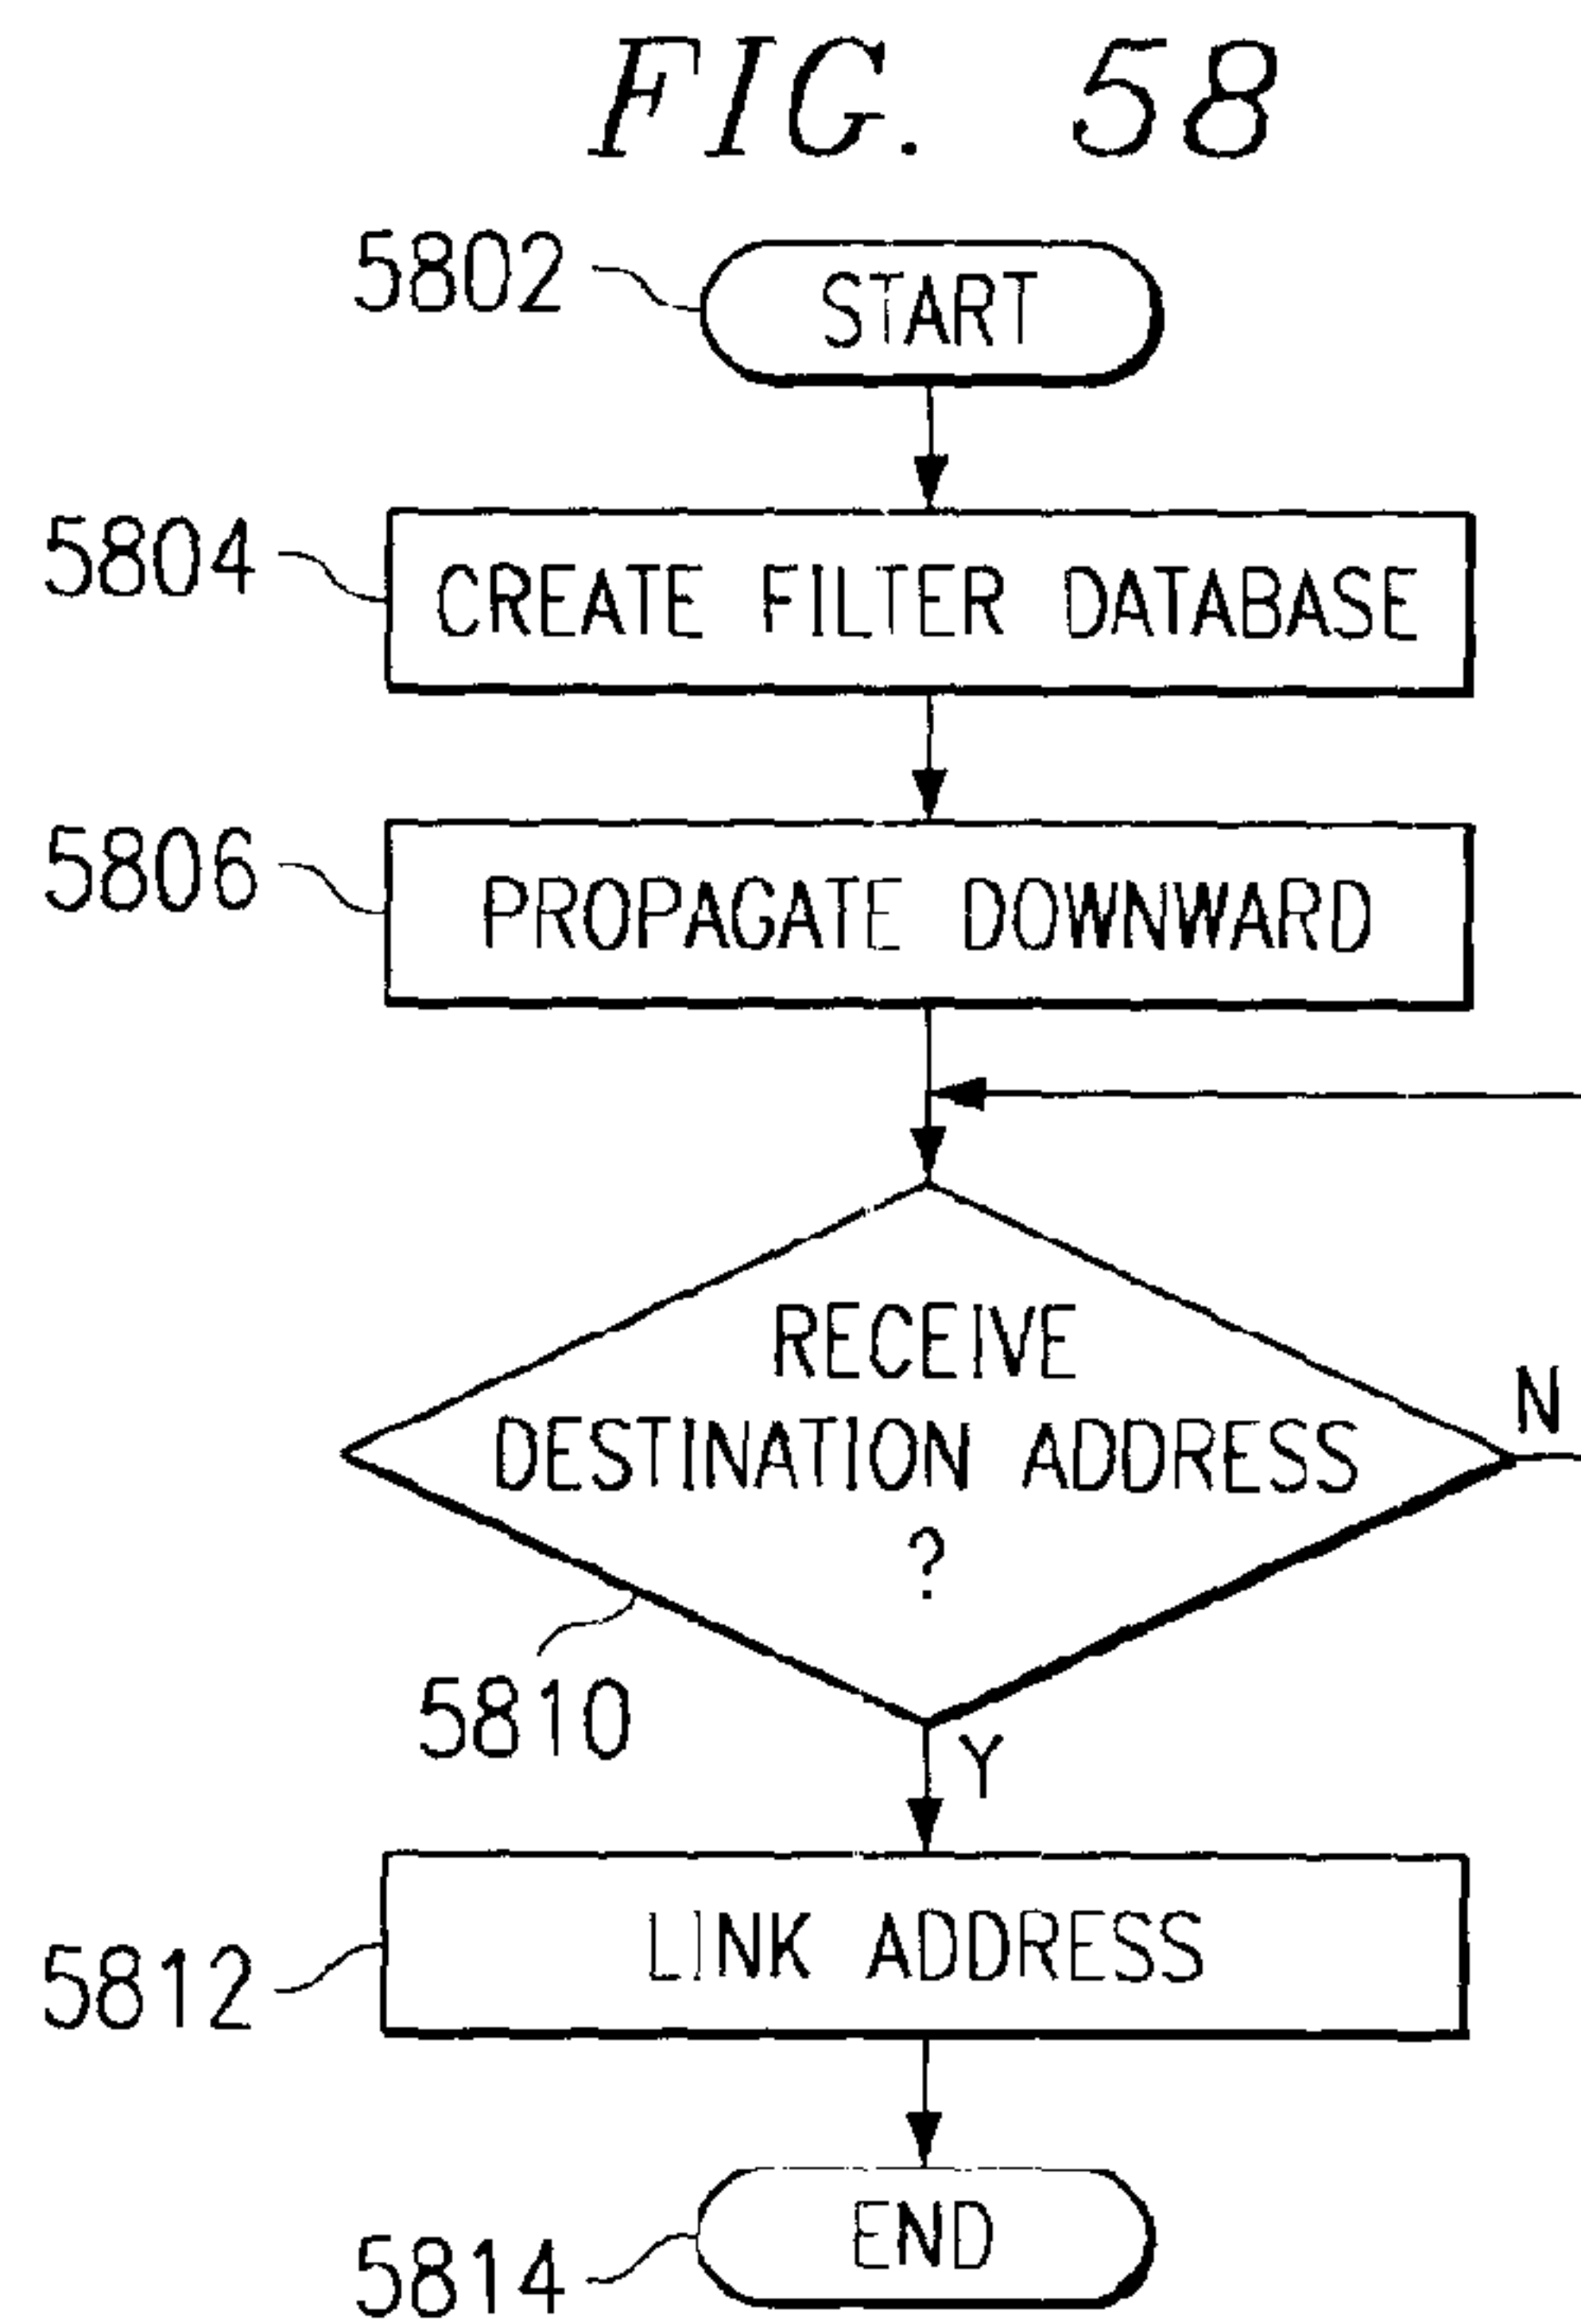 FIG. 58
5802
START
5804
CREATE FILTER DATABASE
5806
PROPAGATE DOWNWARD
RECEIVE
DESTINATION ADDRESS
?
N
5810
Y
LINK ADDRESS
5812
END
5814